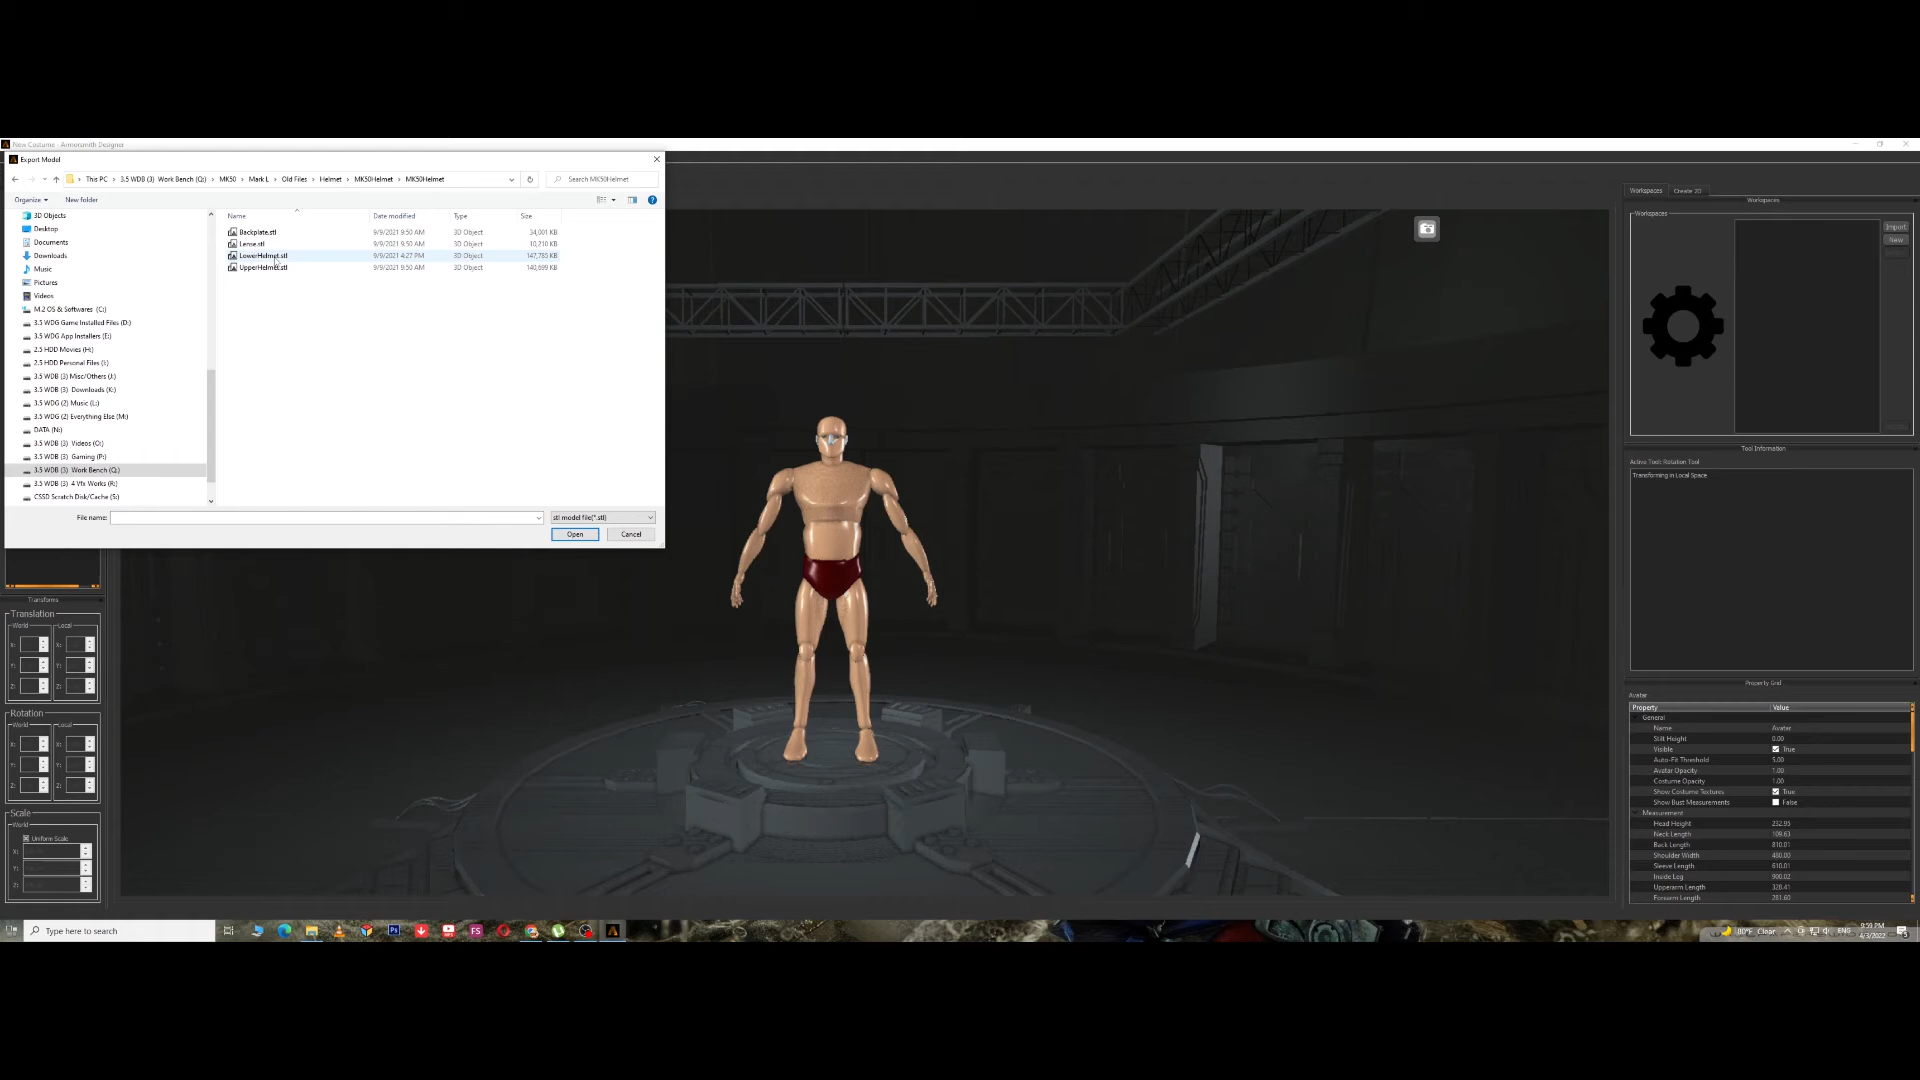 New Costume - Armorsmith Designer
Export Model
This PC > 3.5 WDB (3) Work Bench (Q:) > MK50 > Mark L > Old Files > Helmet > MK50Helmet > MK50Helmet
Search MK50Helmet
Organize
New folder
Name Date modified Type Size
Backplate.stl 9/9/2021 9:50 AM 3D Object 34,001 KB
Lense.stl 9/9/2021 9:50 AM 3D Object 10,210 KB
LowerHelmet.stl 9/9/2021 4:27 PM 3D Object 147,785 KB
UpperHelmet.stl 9/9/2021 9:50 AM 3D Object 140,699 KB
3D Objects
Desktop
Documents
Downloads
Music
Pictures
Videos
M.2 OS & Softwares (C:)
3.5 WDG Game Installed Files (D:)
3.5 WDG App Installers (E:)
2.5 HDD Movies (H:)
2.5 HDD Personal Files (I:)
3.5 WDB (3) Misc/Others (J:)
3.5 WDB (3) Downloads (K:)
3.5 WDG (2) Music (L:)
3.5 WDG (2) Everything Else (M:)
DATA (N:)
3.5 WDB (3) Videos (O:)
3.5 WDB (3) Gaming (P:)
3.5 WDB (3) Work Bench (Q:)
3.5 WDB (3) 4 Vfx Works (R:)
CSSD Scratch Disk/Cache (S:)
File name:
stl model file(*.stl)
Open
Cancel
Transforms
Translation
World Local
X: X:
Y: Y:
Z: Z:
Rotation
World Local
X: X:
Y: Y:
Z: Z:
Scale
World
Uniform Scale
X:
Y:
Z:
Workspaces
Create 2D
Workspaces
Workspaces
Import
New
Tool Information
Active Tool: Rotation Tool
Transforming in Local Space
Property Grid
Avatar
Property Value
General
Name Avatar
Stilt Height 0.00
Visible True
Auto-Fit Threshold 5.00
Avatar Opacity 1.00
Costume Opacity 1.00
Show Costume Textures True
Show Bust Measurements False
Measurement
Head Height 232.95
Neck Length 109.63
Back Length 810.01
Shoulder Width 480.00
Sleeve Length 610.01
Inside Leg 900.02
Upperarm Length 328.41
Forearm Length 281.60
Type here to search
80°F Clear
ENG
9:59 PM
4/3/2022